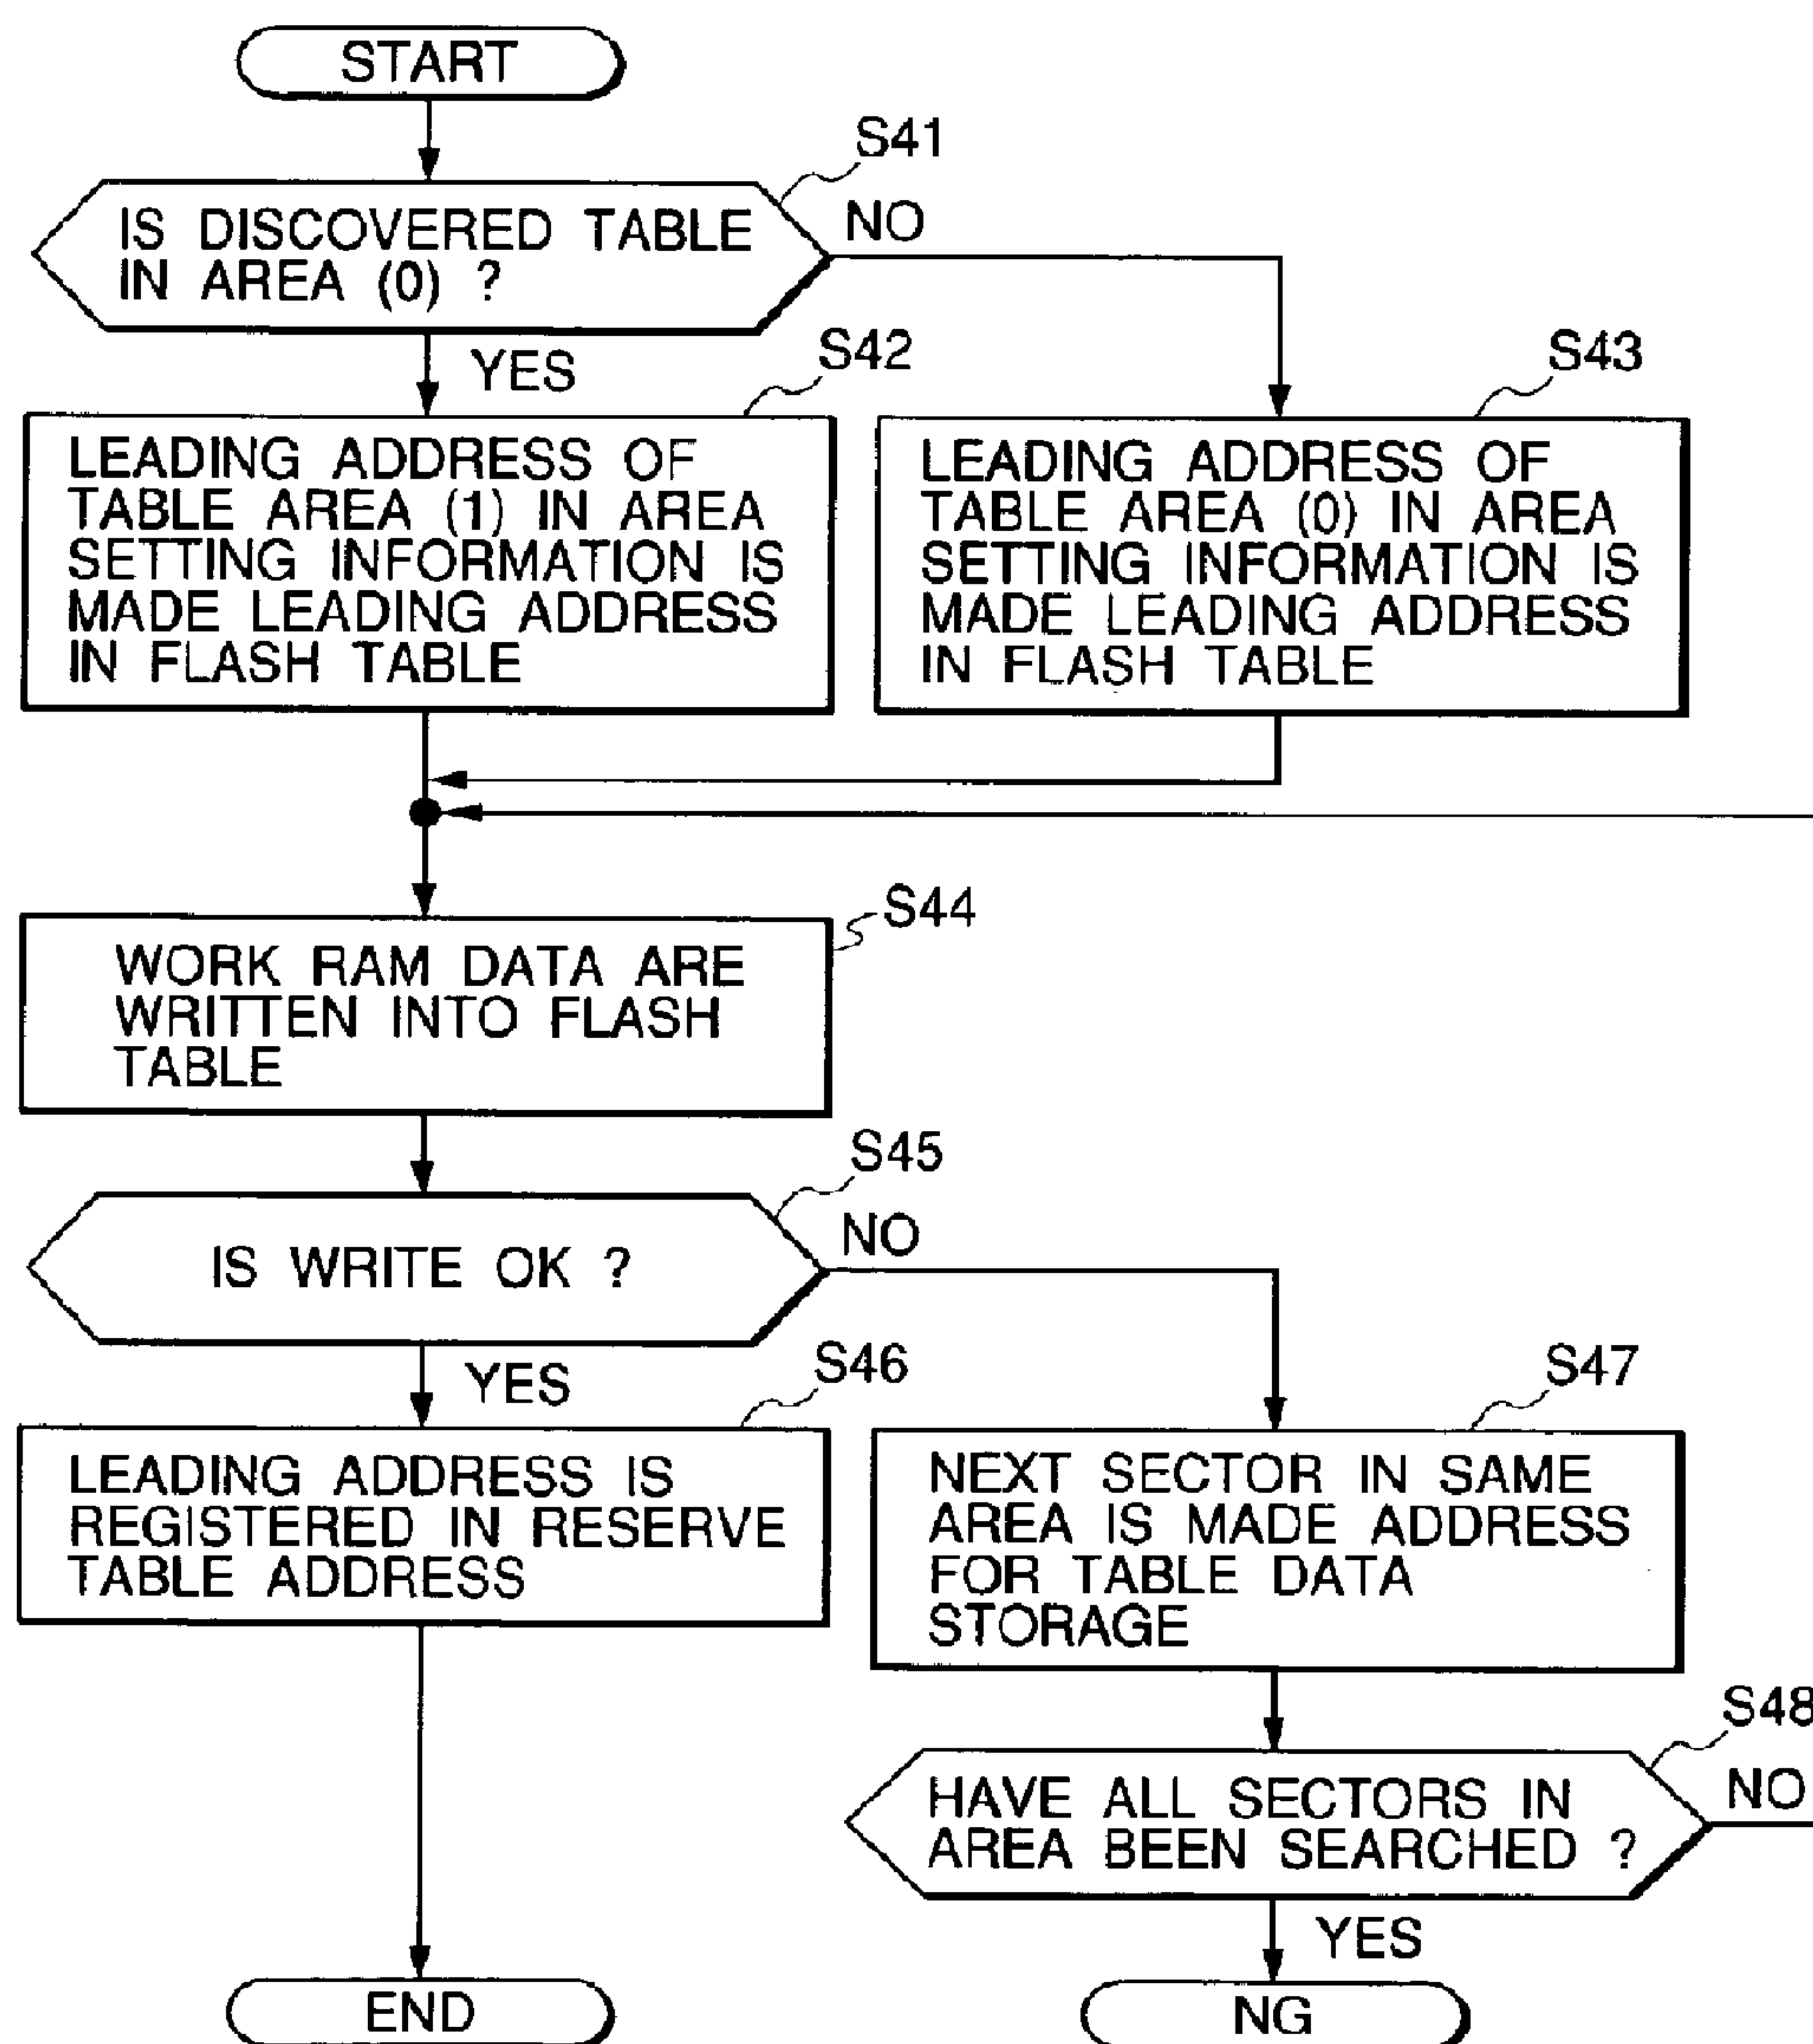 START
S41
IS DISCOVERED TABLE
IN AREA (0) ?
NO
YES
S42
LEADING ADDRESS OF
TABLE AREA (1) IN AREA
SETTING INFORMATION IS
MADE LEADING ADDRESS
IN FLASH TABLE
S43
LEADING ADDRESS OF
TABLE AREA (0) IN AREA
SETTING INFORMATION IS
MADE LEADING ADDRESS
IN FLASH TABLE
S44
WORK RAM DATA ARE
WRITTEN INTO FLASH
TABLE
S45
IS WRITE OK ?
NO
YES
S46
LEADING ADDRESS IS
REGISTERED IN RESERVE
TABLE ADDRESS
S47
NEXT SECTOR IN SAME
AREA IS MADE ADDRESS
FOR TABLE DATA
STORAGE
S48
HAVE ALL SECTORS IN
AREA BEEN SEARCHED ?
NO
YES
END
NG